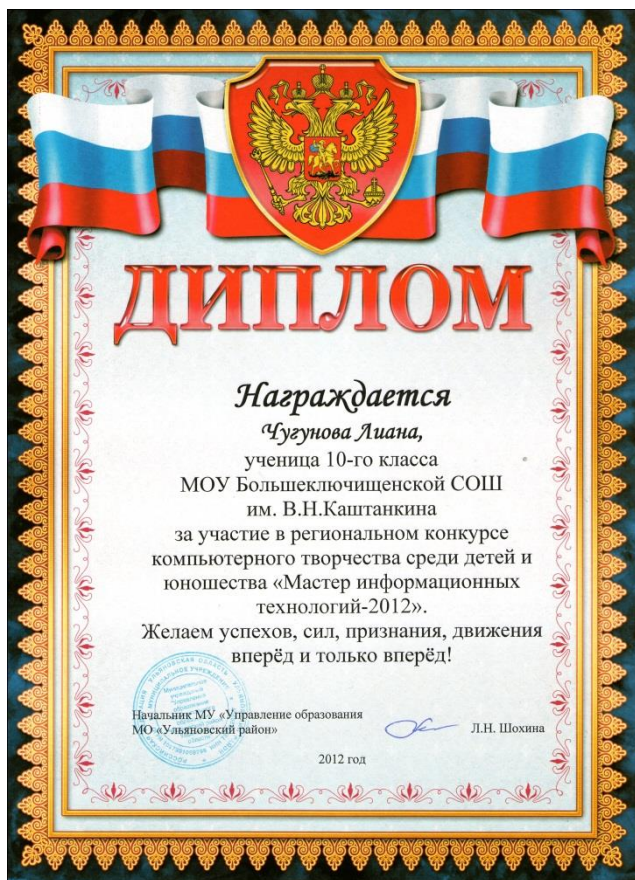 ДИПЛОМ
Награждается
Чугунова Лиана,
ученица 10-го класса
МОУ Большеключищенской СОШ
им. В.Н.Каштанкина
за участие в региональном конкурсе
компьютерного творчества среди детей и
юношества «Мастер информационных
технологий-2012».
Желаем успехов, сил, признания, движения
вперёд и только вперёд!
Начальник МУ «Управление образования
МО «Ульяновский район»
Л.Н. Шохина
2012 год